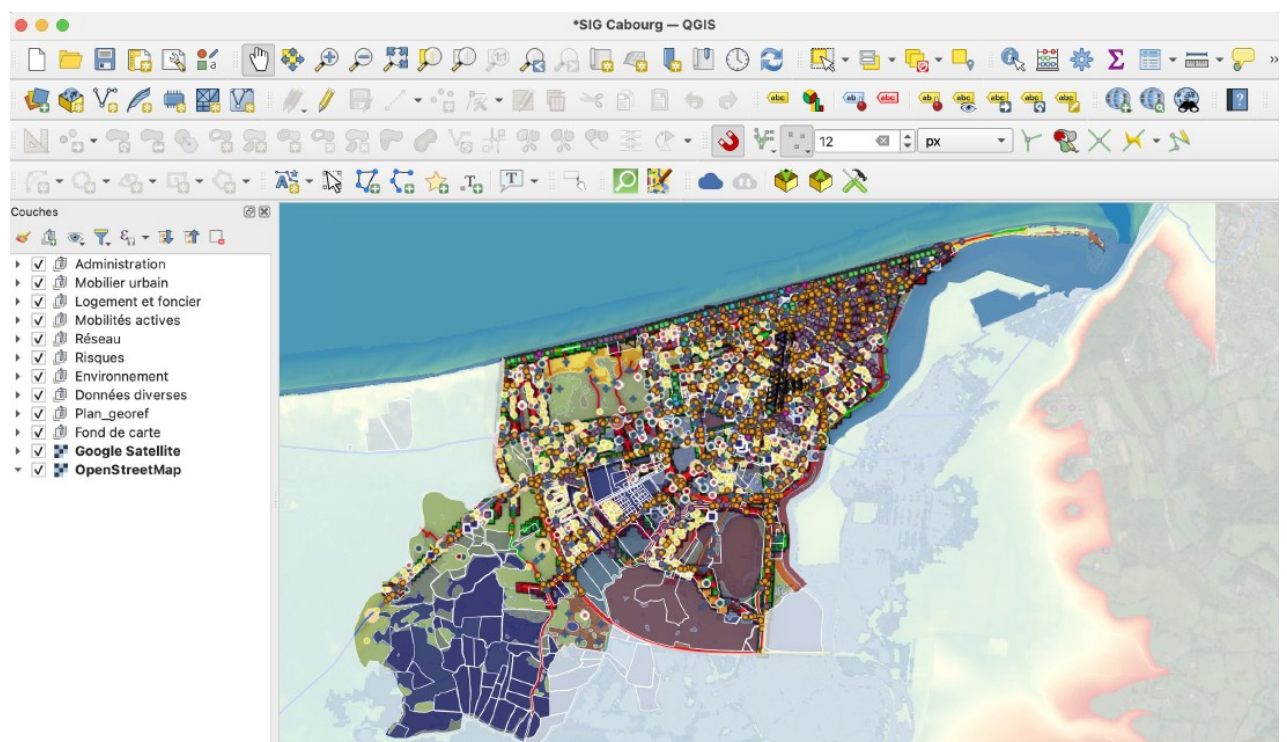 *SIG Cabourg — QGIS
12
px
Couches
Administration
Mobilier urbain
Logement et foncier
Mobilités actives
Réseau
Risques
Environnement
Données diverses
Plan_georef
Fond de carte
Google Satellite
OpenStreetMap